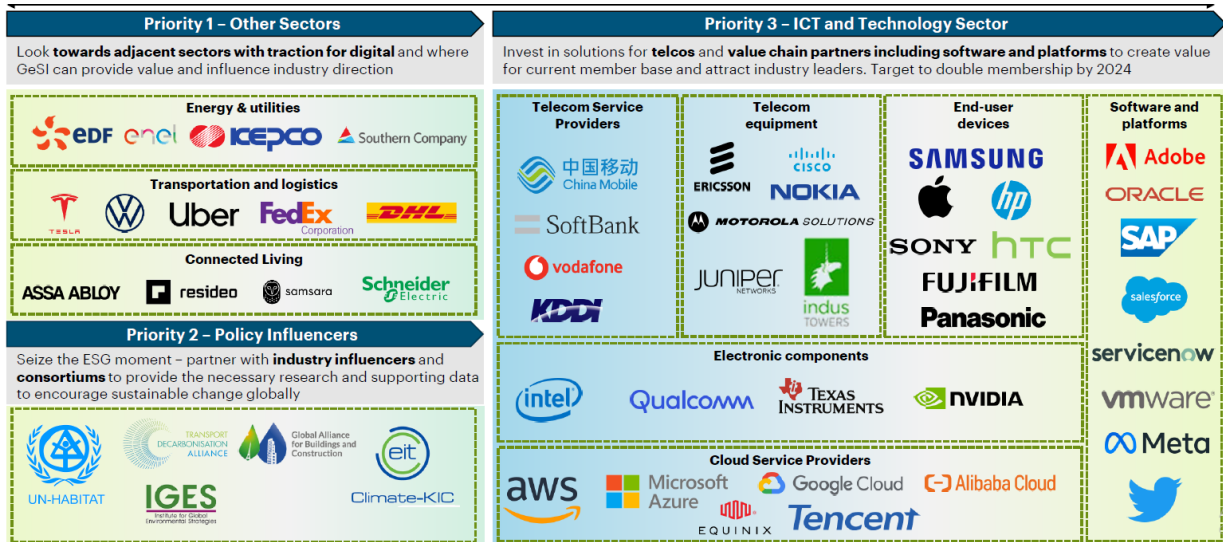 Priority 1 – Other Sectors
Look towards adjacent sectors with traction for digital and where
GeSI can provide value and influence industry direction
Energy & utilities
edf
enel
KEPCO
Southern Company
Transportation and logistics
TESLA
Uber
FedEx
Corporation
DHL
Connected Living
ASSA ABLOY
resideo
samsara
Schneider
Electric
Priority 2 – Policy Influencers
Seize the ESG moment – partner with industry influencers and
consortiums to provide the necessary research and supporting data
to encourage sustainable change globally
UN-HABITAT
TRANSPORT
DECARBONISATION
ALLIANCE
Global Alliance
for Buildings and
Construction
eit
Climate-KIC
IGES
Institute for Global
Environmental Strategies
Priority 3 – ICT and Technology Sector
Invest in solutions for telcos and value chain partners including software and platforms to create value
for current member base and attract industry leaders. Target to double membership by 2024
Telecom Service
Providers
中国移动
China Mobile
SoftBank
vodafone
KDDI
Telecom
equipment
ERICSSON
CISCO
NOKIA
MOTOROLA SOLUTIONS
JUNIPER
NETWORKS
indus
TOWERS
End-user
devices
SAMSUNG
hp
SONY
hTC
FUJIFILM
Panasonic
Software and
platforms
Adobe
ORACLE
SAP
salesforce
servicenow
vmware
Meta
Electronic components
intel
Qualcomm
TEXAS
INSTRUMENTS
NVIDIA
Cloud Service Providers
aws
Microsoft
Azure
Google Cloud
Alibaba Cloud
EQUINIX
Tencent